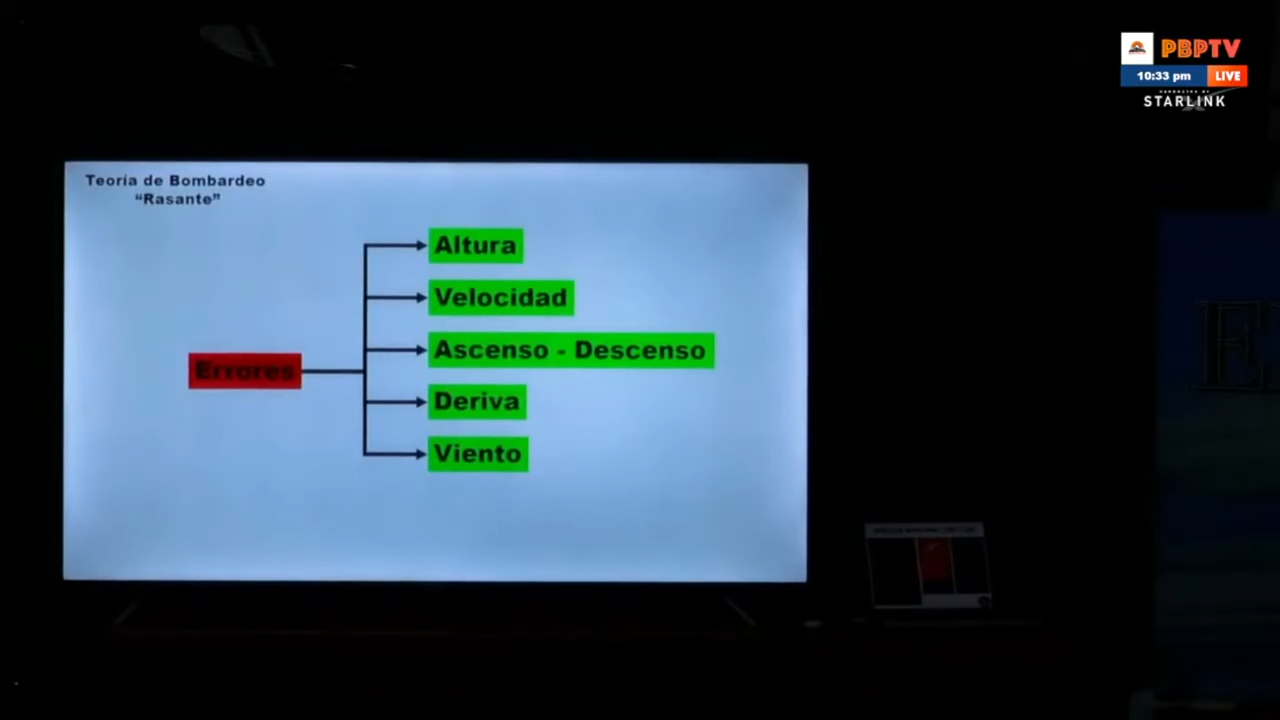 PBPTV
10:33 pm
LIVE
STARLINK
Teoría de Bombardeo
“Rasante”
Altura
Velocidad
Errores
Ascenso - Descenso
Deriva
Viento